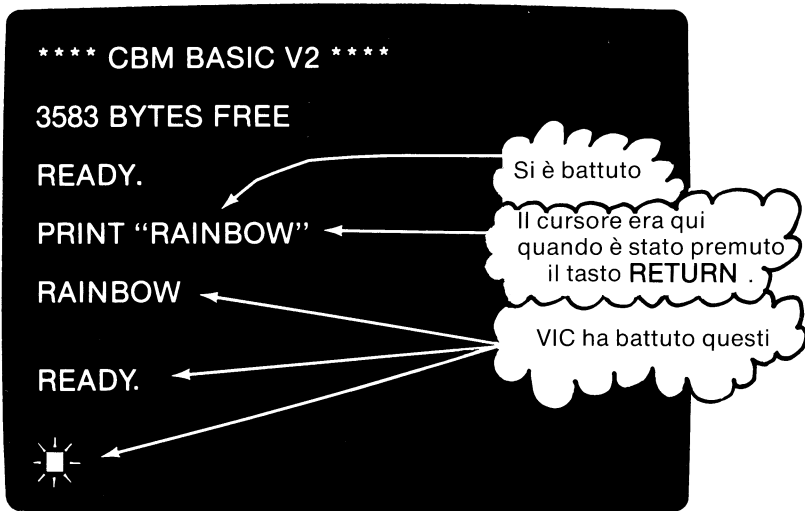 **** CBM BASIC V2 ****
3583 BYTES FREE
READY.
PRINT “RAINBOW”
RAINBOW
READY.
Si è battuto
Il cursore era qui
quando è stato premuto
il tasto RETURN .
VIC ha battuto questi